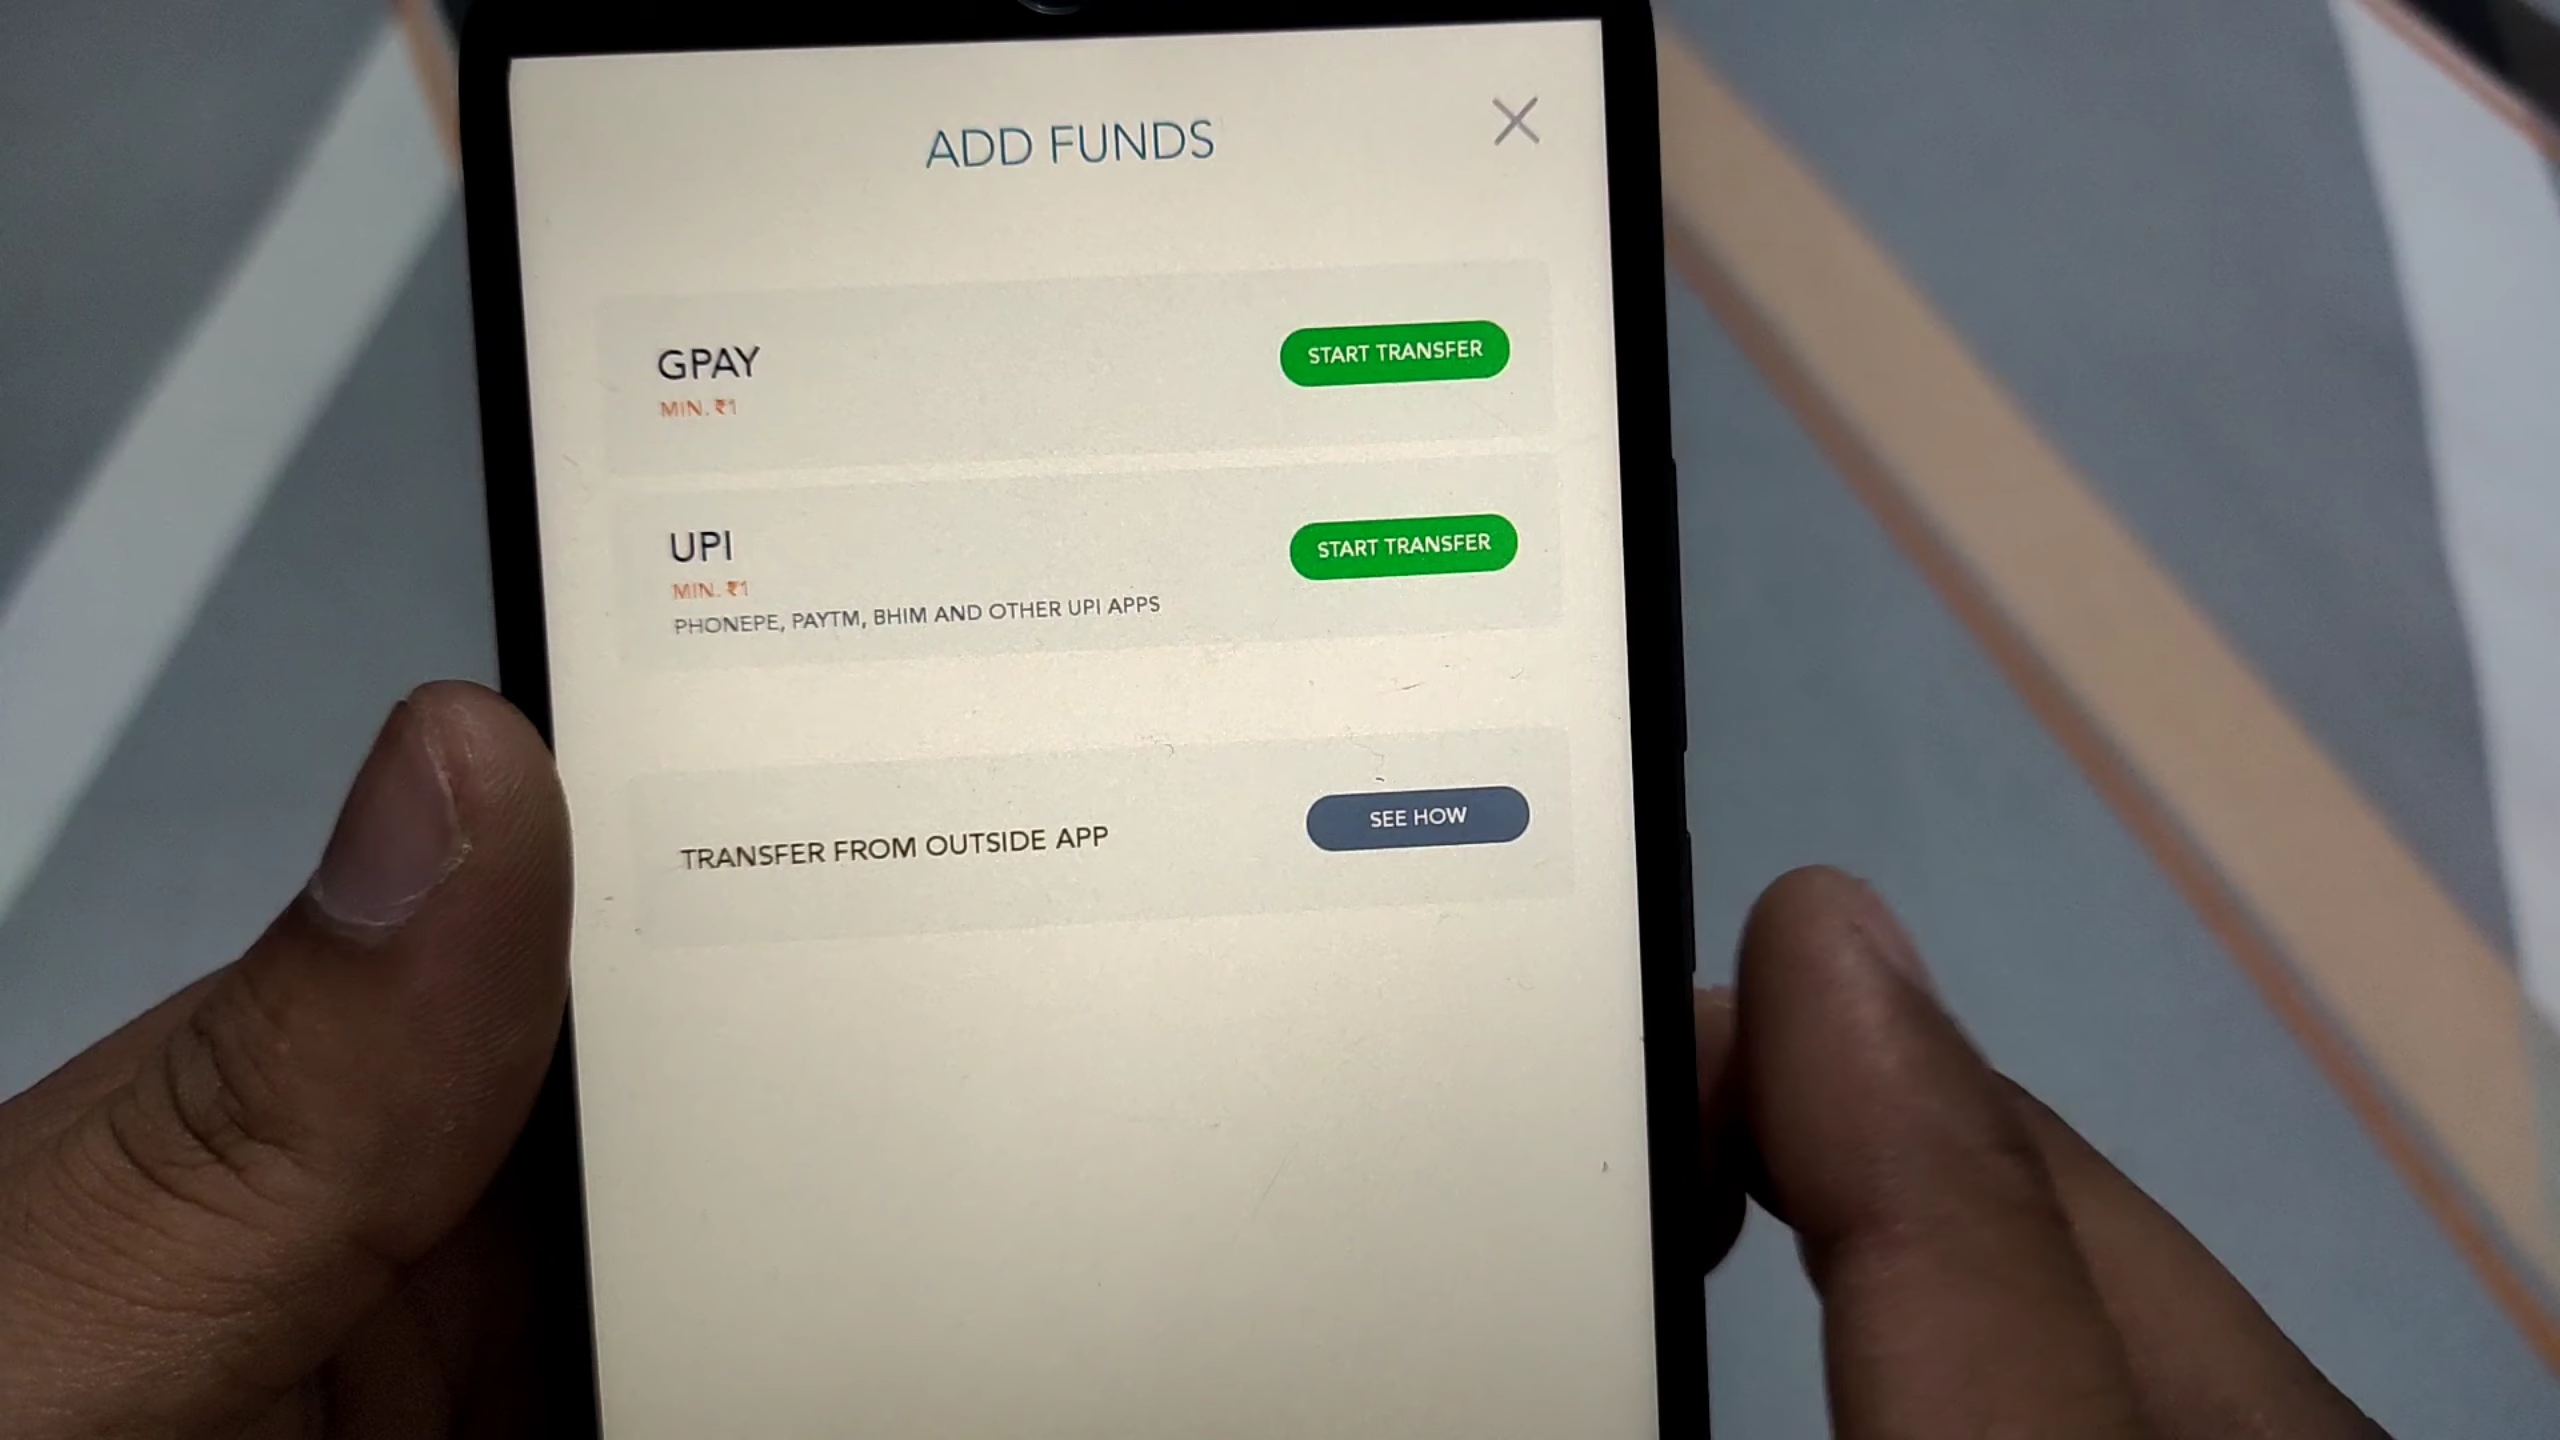 ADD FUNDS
GPAY
START TRANSFER
MIN. ₹1
UPI
START TRANSFER
MIN. ₹1
PHONEPE, PAYTM, BHIM AND OTHER UPI APPS
TRANSFER FROM OUTSIDE APP
SEE HOW